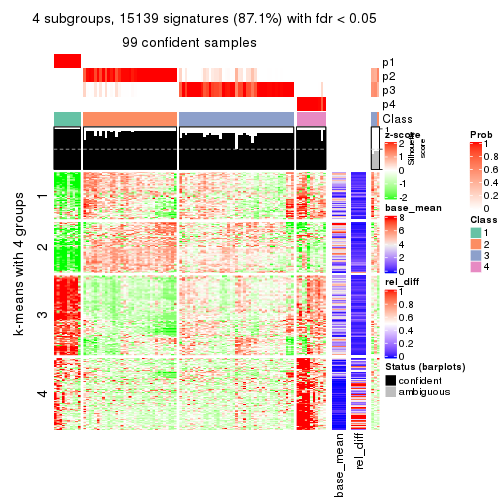 4 subgroups, 15139 signatures (87.1%) with fdr < 0.05
99 confident samples
p1
p2
p3
p4
Class
1
Silhouette
score
k-means with 4 groups
1
2
3
4
base_mean
rel_diff
z-score
2
1
0
-1
-2
base_mean
8
6
4
2
0
rel_diff
1
0.8
0.6
0.4
0.2
0
Status (barplots)
confident
ambiguous
Prob
1
0.8
0.6
0.4
0.2
0
Class
1
2
3
4